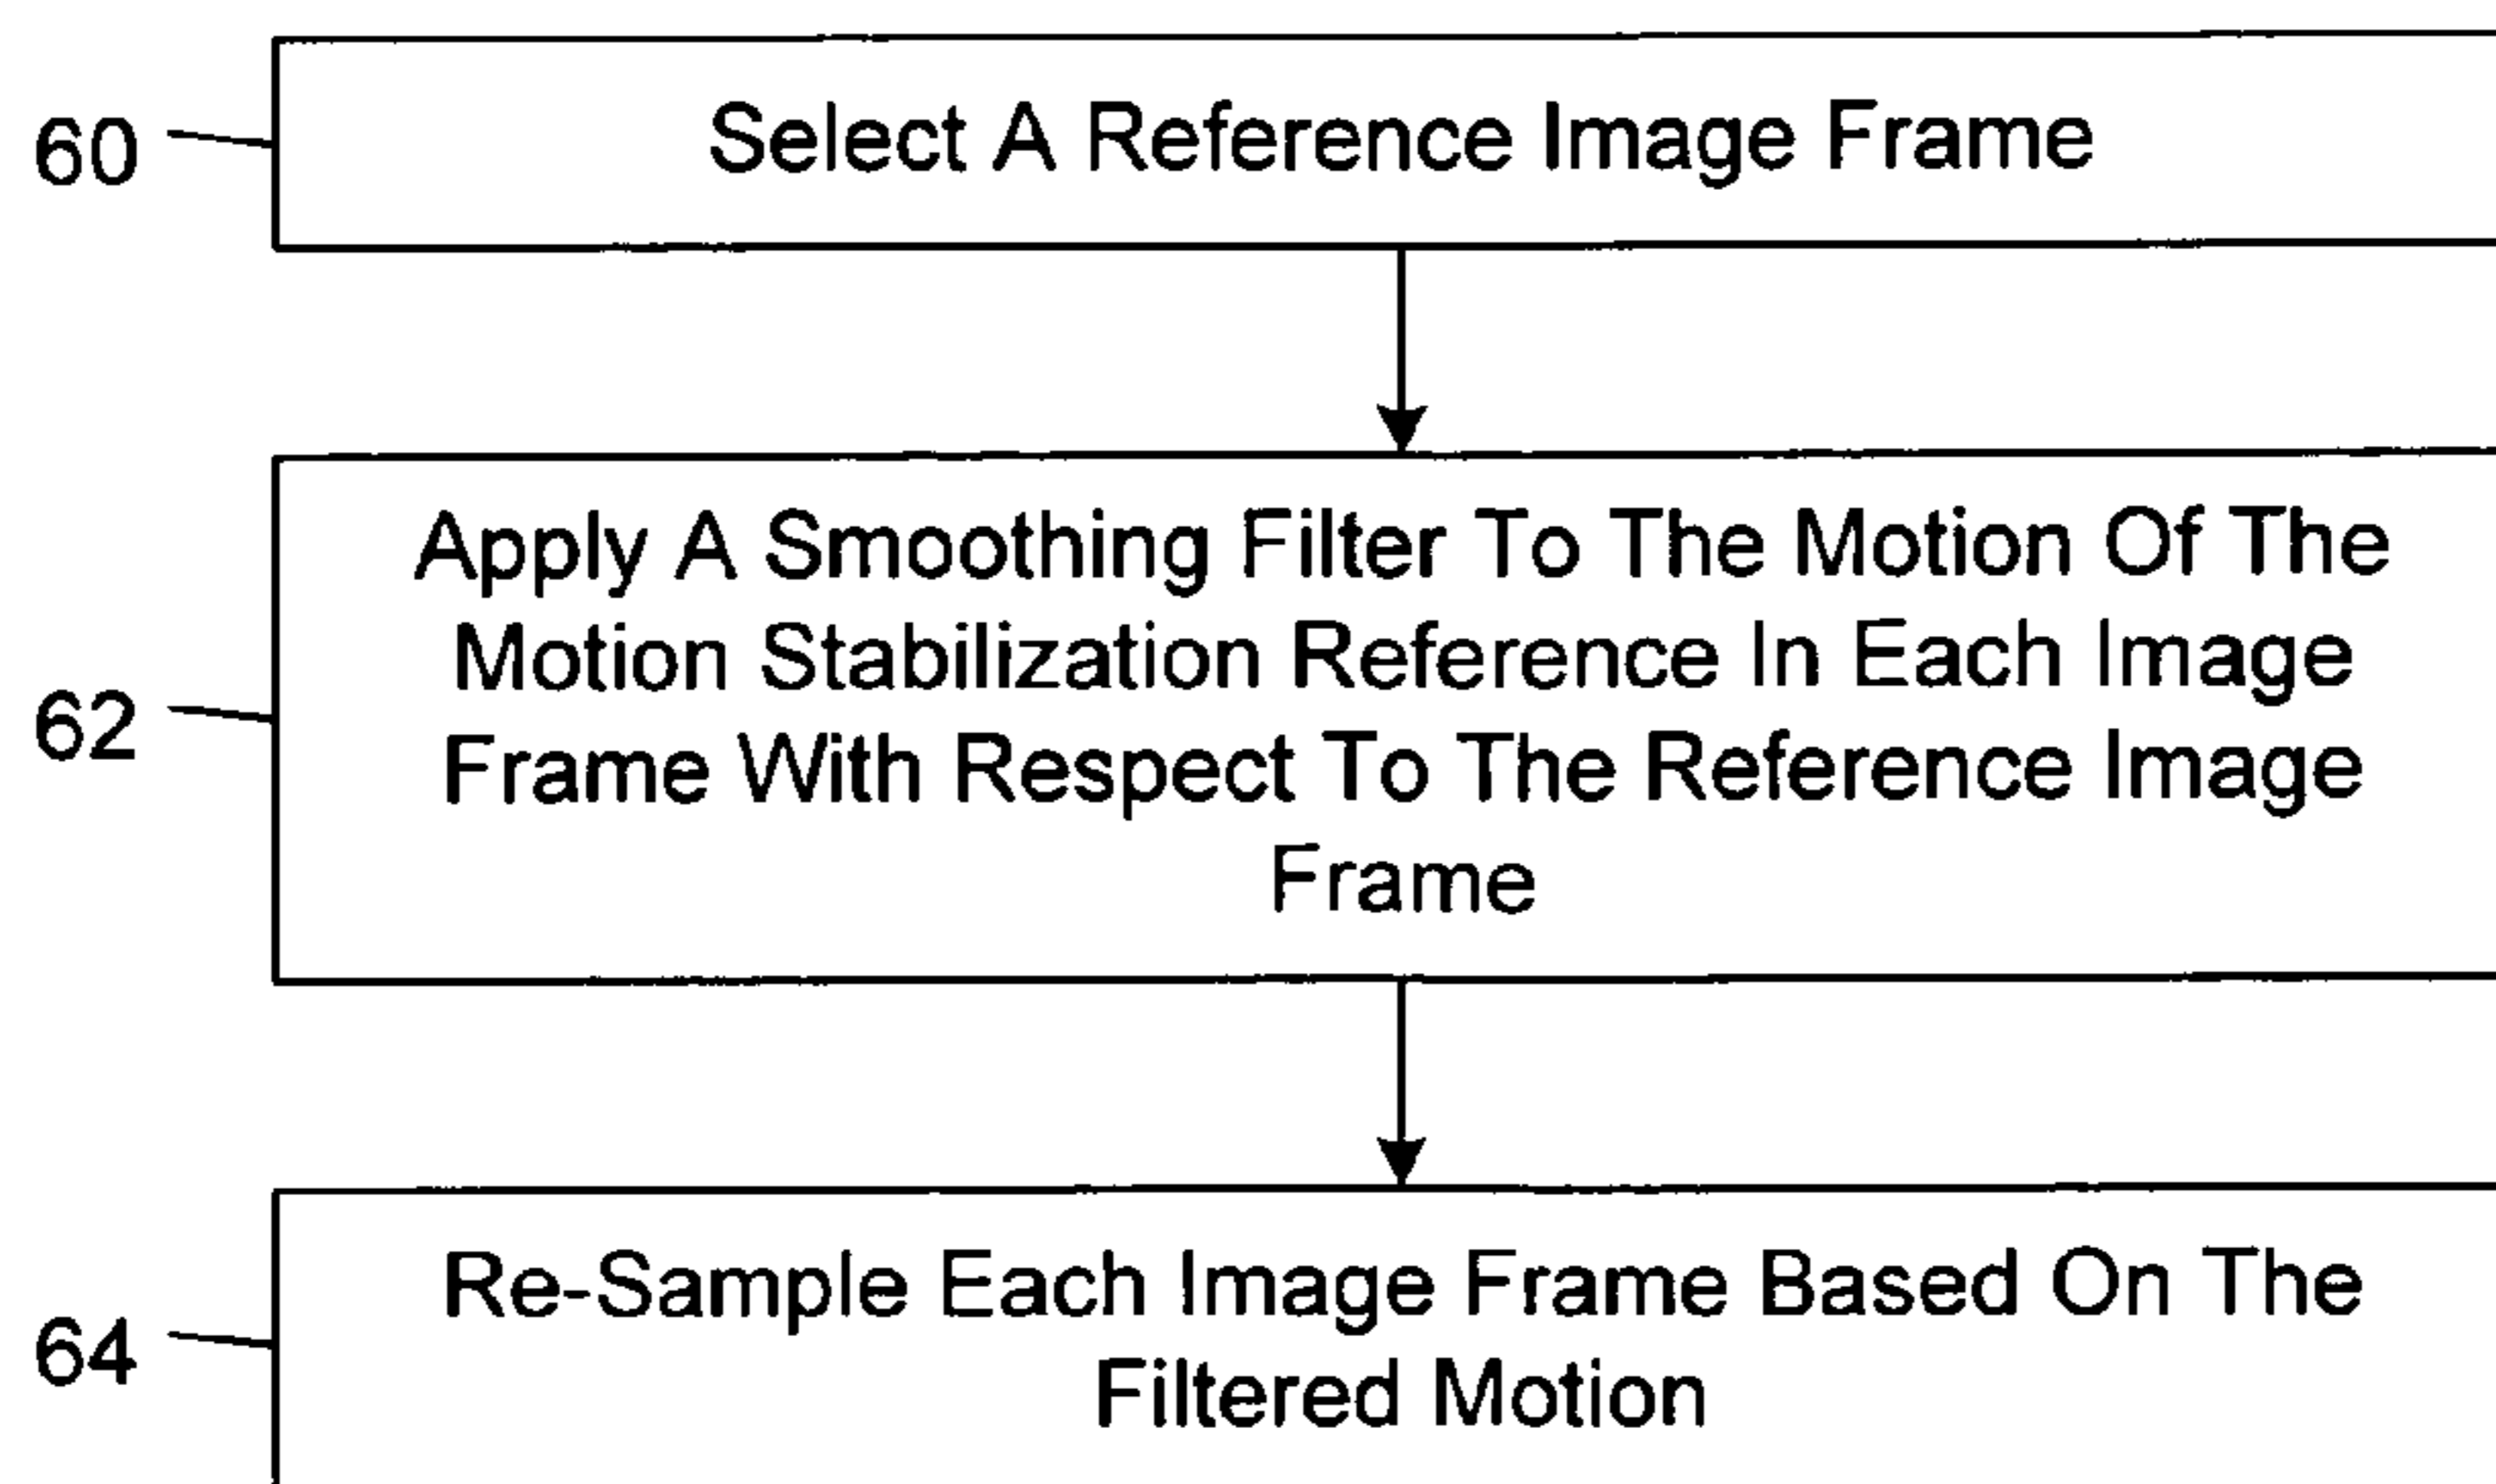 60
Select A Reference Image Frame
62
Apply A Smoothing Filter To The Motion Of The
Motion Stabilization Reference In Each Image
Frame With Respect To The Reference Image
Frame
64
Re-Sample Each Image Frame Based On The
Filtered Motion